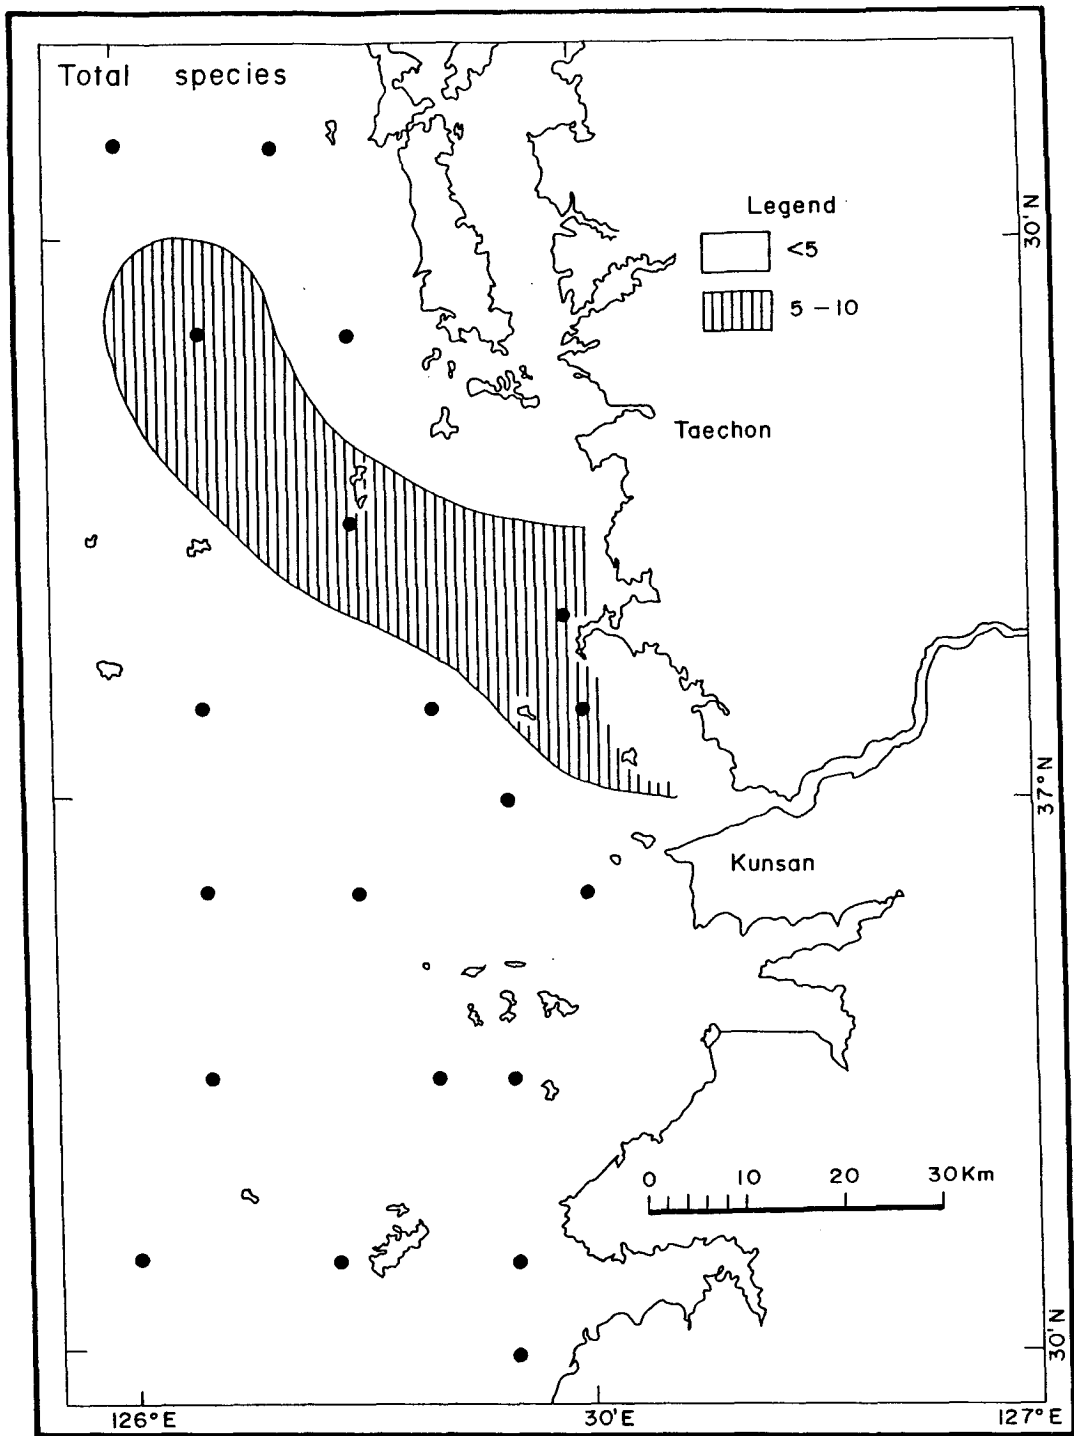 Total species
Legend
<5
5 – 10
30'N
Taechon
37°N
Kunsan
0 10 20 30Km
30'N
126°E 30'E 127°E